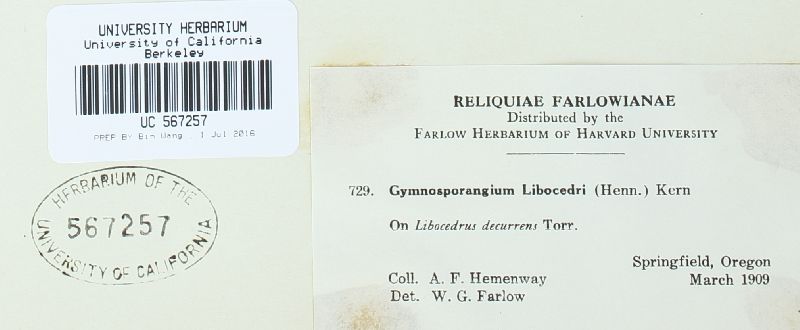 UNIVERSITY HERBARIUM
University of California
Berkeley
UC 567257
PREP BY Bin Wang . 1 Jul 2016
HERBARIUM OF THE
567257
UNIVERSITY OF CALIFORNIA
RELIQUIAE FARLOWIANAE
Distributed by the
FARLOW HERBARIUM OF HARVARD UNIVERSITY
729. Gymnosporangium Libocedri (Henn.) Kern
On Libocedrus decurrens Torr.
Springfield, Oregon
March 1909
Coll. A. F. Hemenway
Det. W. G. Farlow